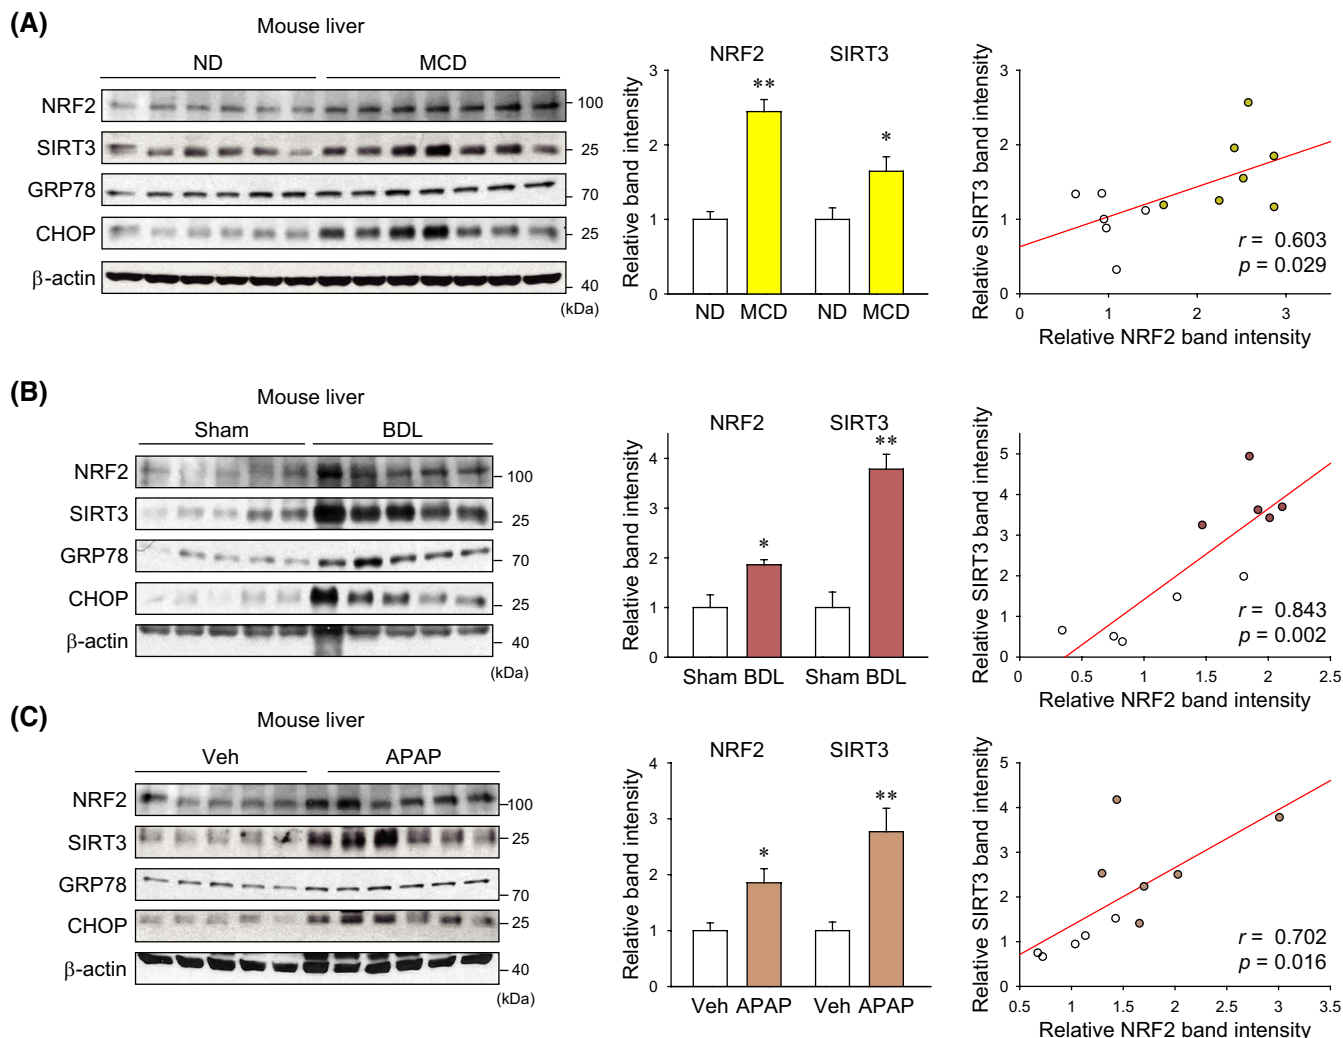 (A)
Mouse liver
ND MCD
NRF2 100
SIRT3 25
GRP78 70
CHOP 25
β-actin 40
(kDa)
NRF2 SIRT3
Relative band intensity
3
2
1
0
** *
ND MCD ND MCD
Relative SIRT3 band intensity
3
2
1
0
0 1 2 3
Relative NRF2 band intensity
r = 0.603
p = 0.029
(B)
Mouse liver
Sham BDL
NRF2 100
SIRT3 25
GRP78 70
CHOP 25
β-actin 40
(kDa)
NRF2 SIRT3
Relative band intensity
4
3
2
1
0
* **
Sham BDL Sham BDL
Relative SIRT3 band intensity
5
4
3
2
1
0
0 0.5 1 1.5 2 2.5
Relative NRF2 band intensity
r = 0.843
p = 0.002
(C)
Mouse liver
Veh APAP
NRF2 100
SIRT3 25
GRP78 70
CHOP 25
β-actin 40
(kDa)
NRF2 SIRT3
Relative band intensity
4
3
2
1
0
* **
Veh APAP Veh APAP
Relative SIRT3 band intensity
5
4
3
2
1
0
0.5 1 1.5 2 2.5 3 3.5
Relative NRF2 band intensity
r = 0.702
p = 0.016